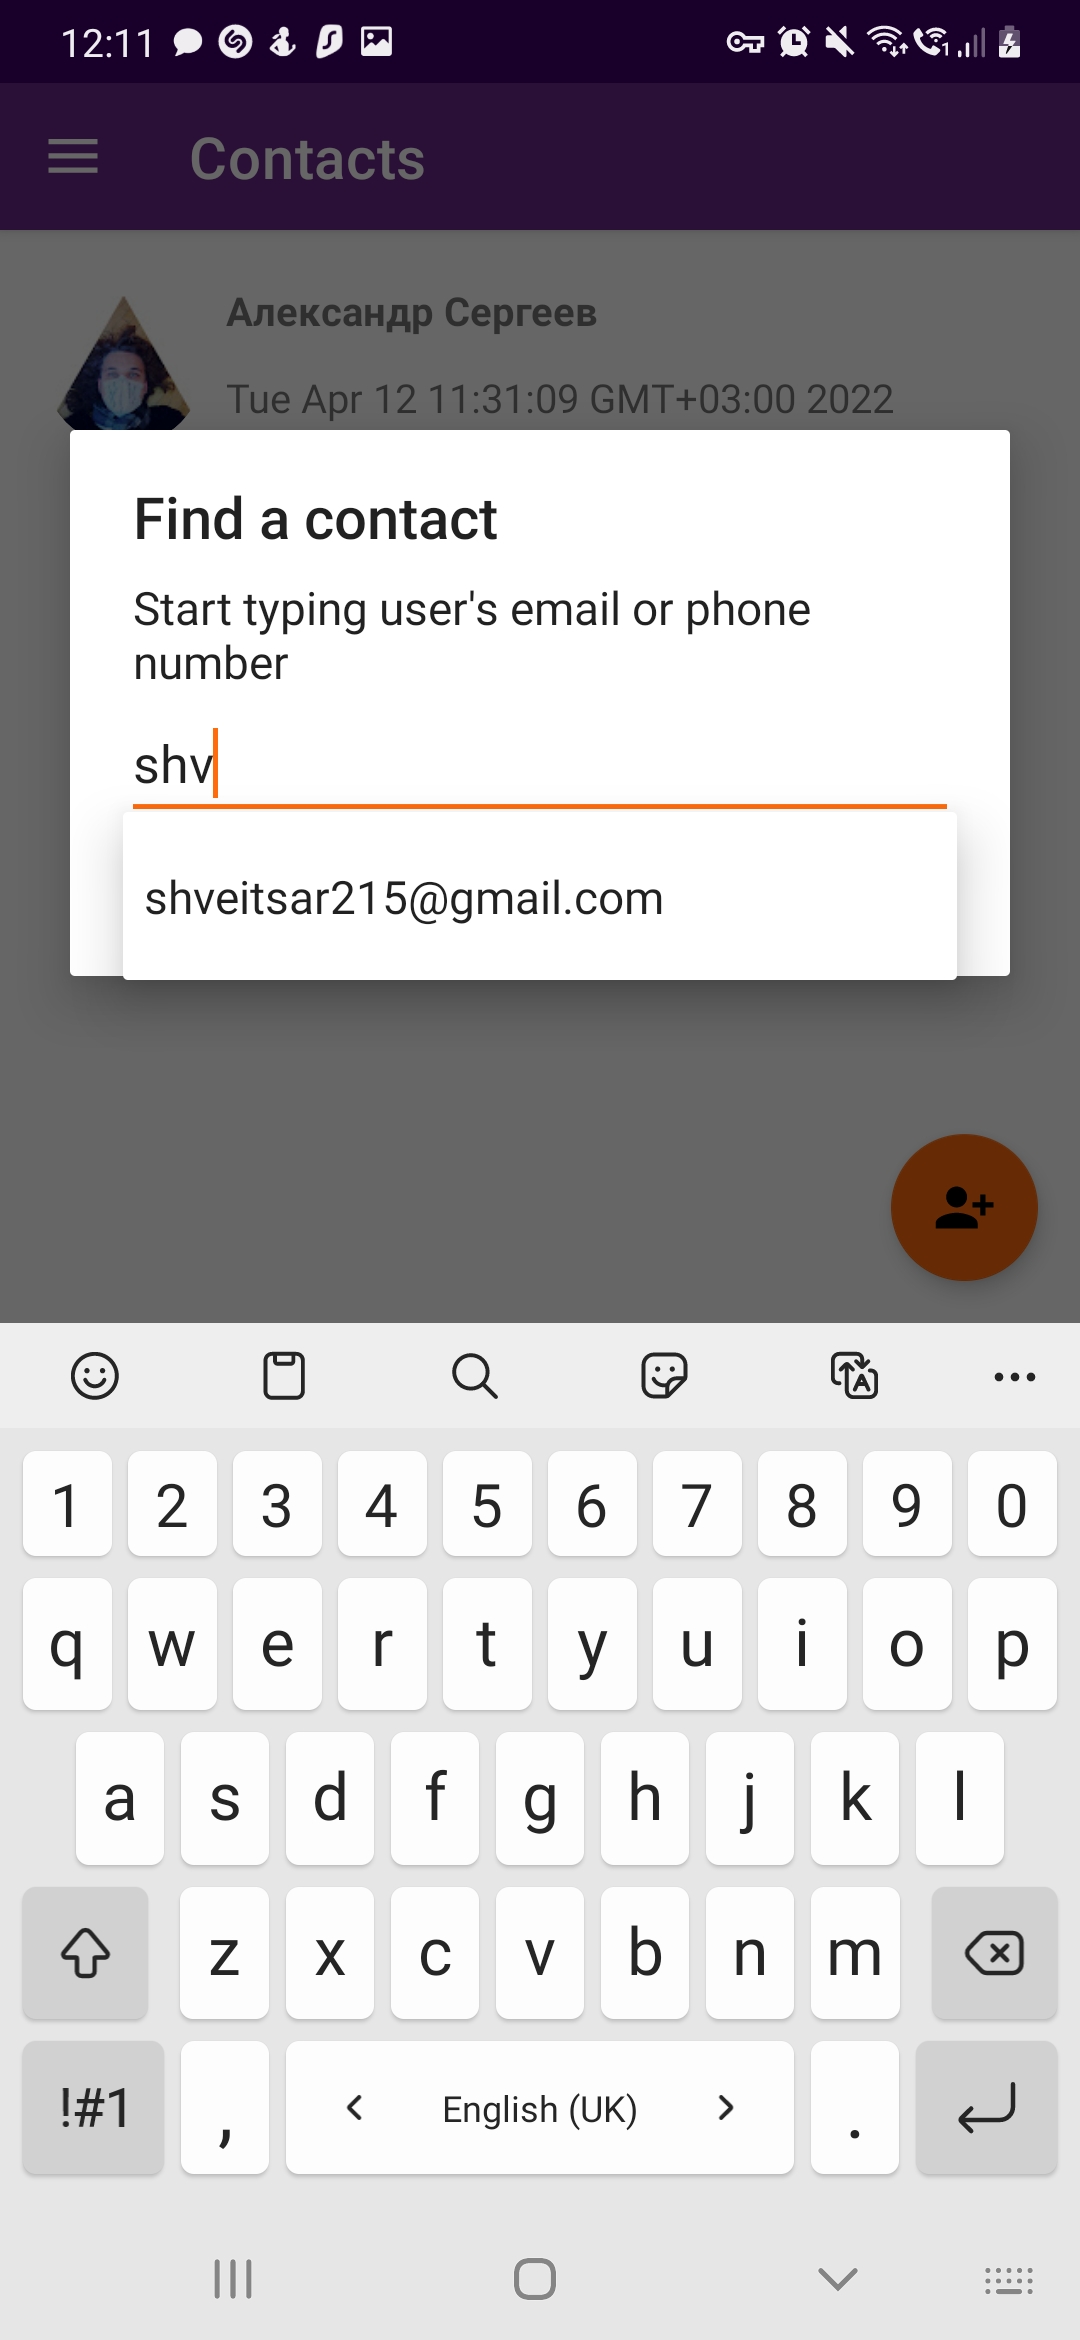 12:11
Contacts
Александр Сергеев
Tue Apr 12 11:31:09 GMT+03:00 2022
Find a contact
Start typing user's email or phone
number
shv
shveitsar215@gmail.com
1 2 3 4 5 6 7 8 9 0
q w e r t y u i o p
a s d f g h j k l
z x c v b n m
!#1 , < English (UK) > .